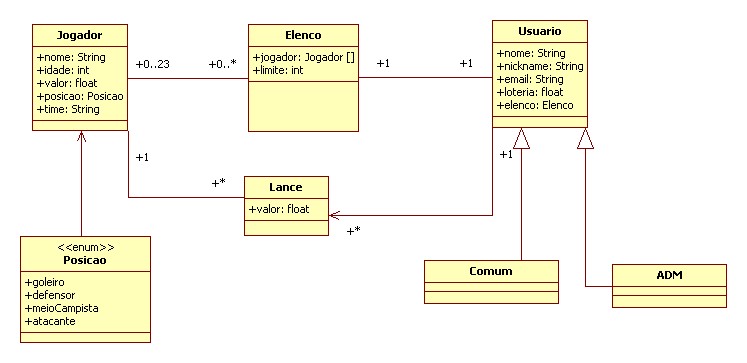 Jogador
+nome: String
+idade: int
+valor: float
+posicao: Posicao
+time: String
+0..23
+0..*
Elenco
+jogador: Jogador []
+limite: int
+1
+1
Usuario
+nome: String
+nickname: String
+email: String
+loteria: float
+elenco: Elenco
+1
+*
Lance
+valor: float
+1
+*
<<enum>>
Posicao
+goleiro
+defensor
+meioCampista
+atacante
Comum
ADM